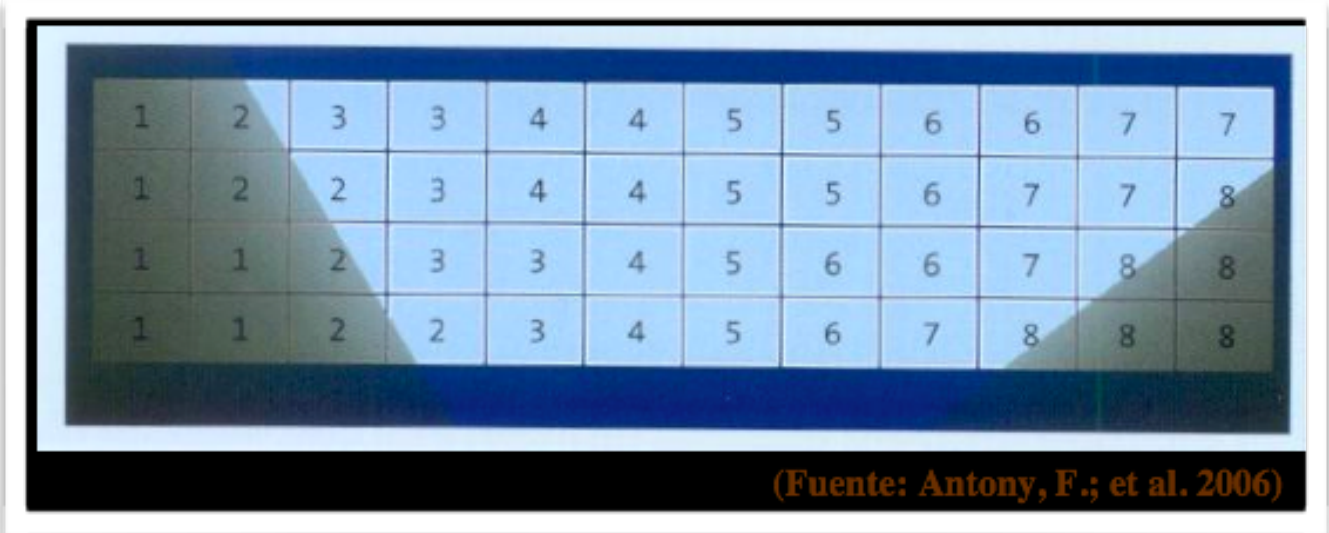 1 2 3 3 4 4 5 5 6 6 7 7
1 2 2 3 4 4 5 5 6 7 7 8
1 1 2 3 3 4 5 6 6 7 8 8
1 1 2 2 3 4 5 6 7 8 8 8
(Fuente: Antony, F.; et al. 2006)